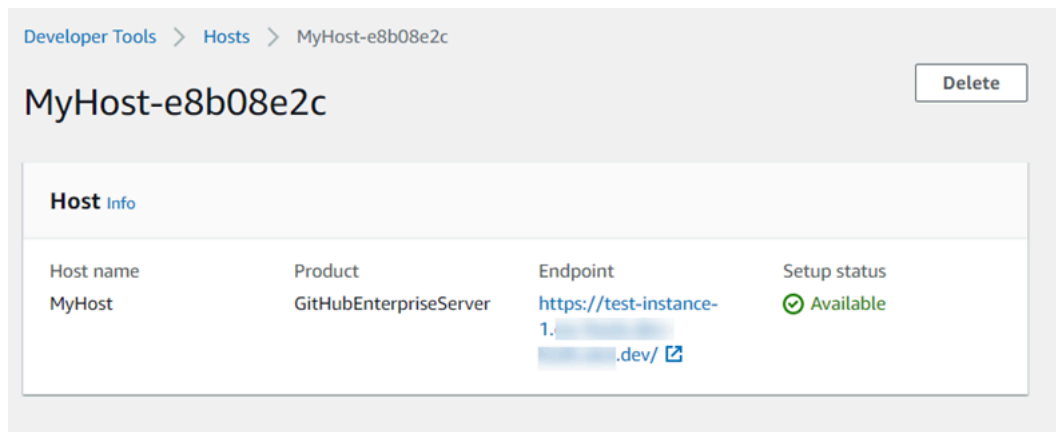 Developer Tools > Hosts > MyHost-e8b08e2c
MyHost-e8b08e2c
Delete
Host Info
Host name Product Endpoint Setup status
MyHost GitHubEnterpriseServer https://test-instance- Available
1.
.dev/